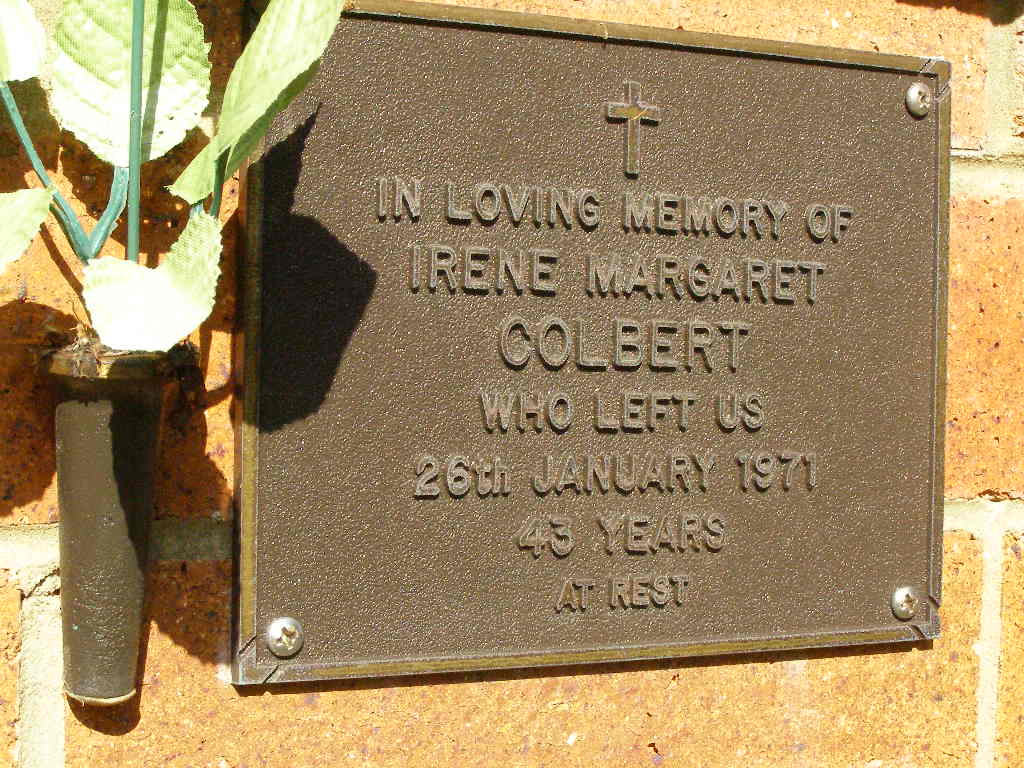 IN LOVING MEMORY OF
IRENE MARGARET
COLBERT
WHO LEFT US
26th JANUARY 1971
43 YEARS
AT REST